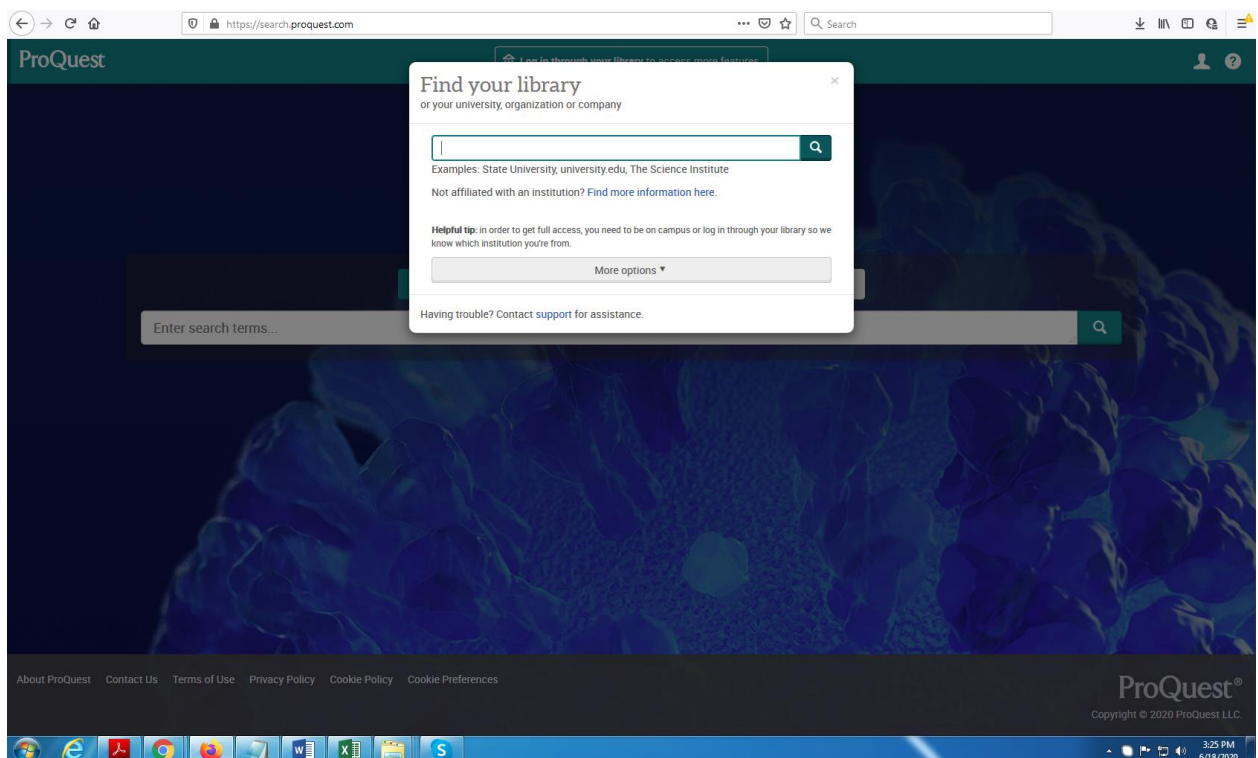 https://search.proquest.com
Search
ProQuest
Log in through your library to access more features
Find your library
×
or your university, organization or company
Examples: State University, university.edu, The Science Institute
Not affiliated with an institution? Find more information here.
Helpful tip: in order to get full access, you need to be on campus or log in through your library so we
know which institution you're from.
More options ▼
Having trouble? Contact support for assistance.
Enter search terms...
About ProQuest Contact Us Terms of Use Privacy Policy Cookie Policy Cookie Preferences
ProQuest®
Copyright © 2020 ProQuest LLC.
3:25 PM
6/18/2020